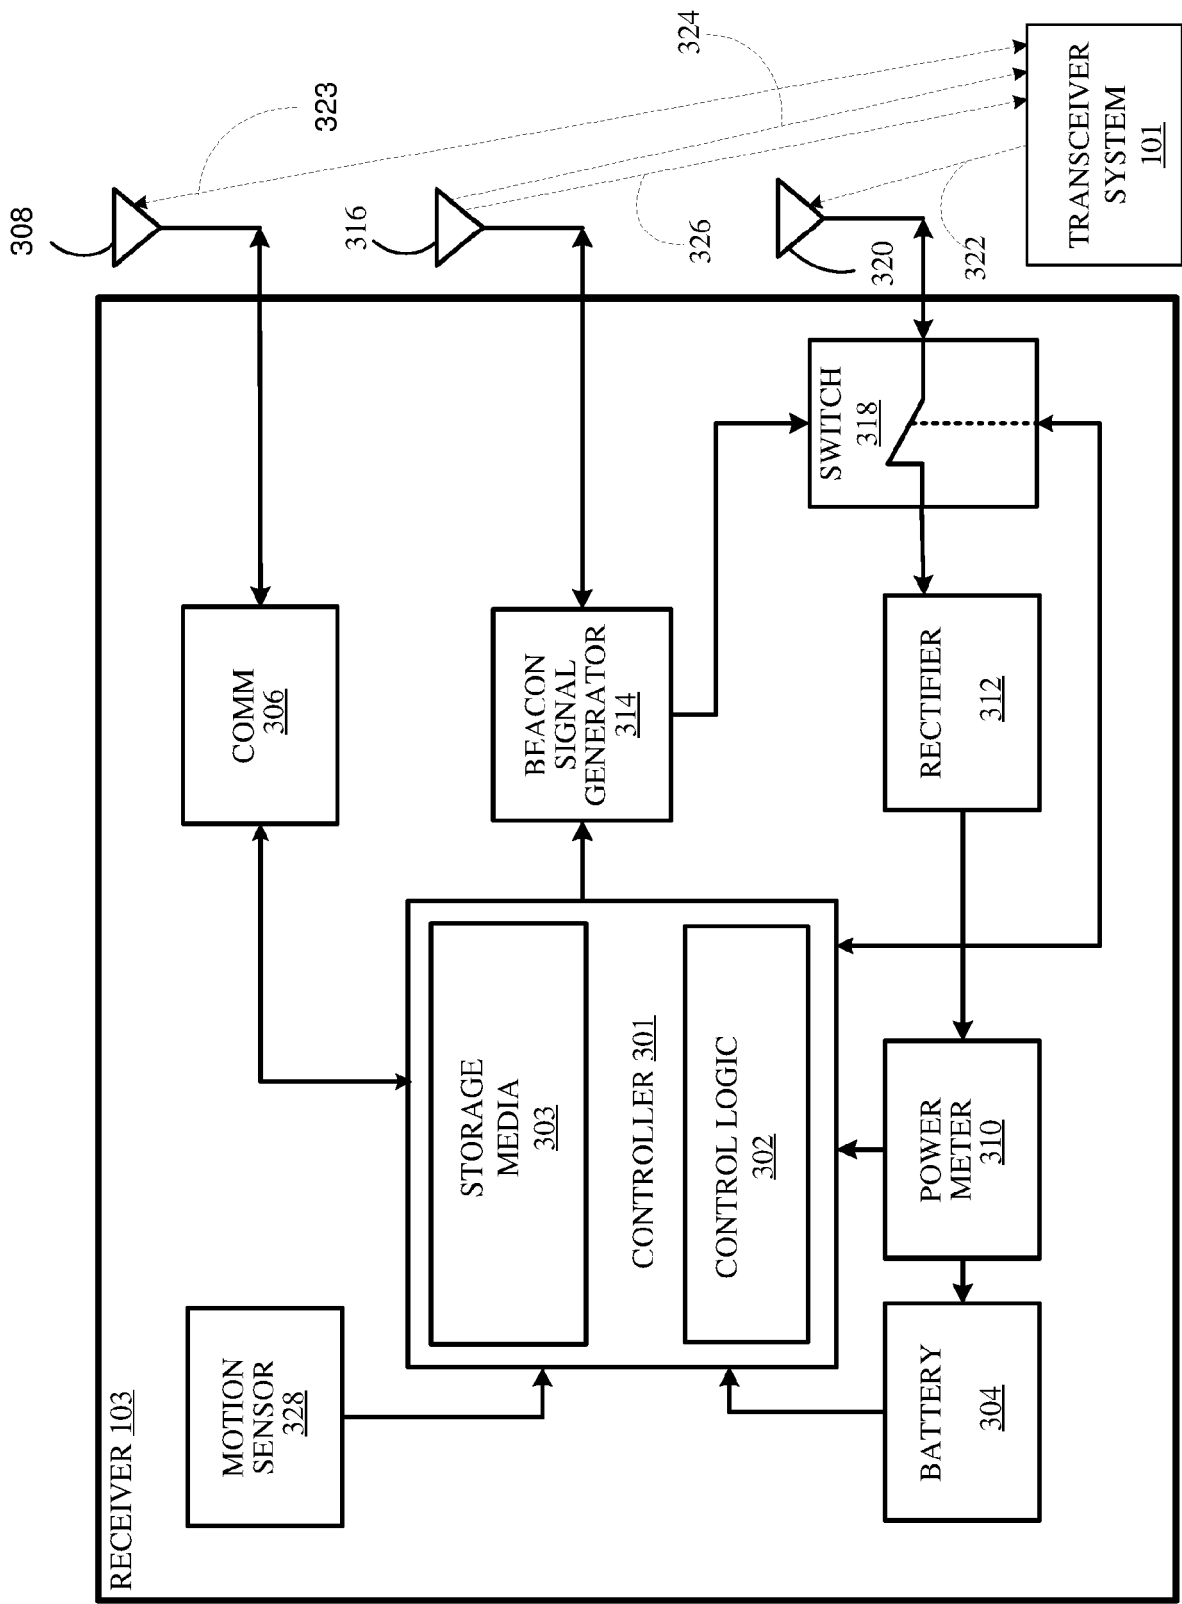 RECEIVER 103
MOTION
SENSOR
328
COMM
306
308
323
STORAGE
MEDIA
303
CONTROLLER 301
CONTROL LOGIC
302
BEACON
SIGNAL
GENERATOR
314
316
324
326
BATTERY
304
POWER
METER
310
RECTIFIER
312
SWITCH
318
320
322
TRANSCEIVER
SYSTEM
101